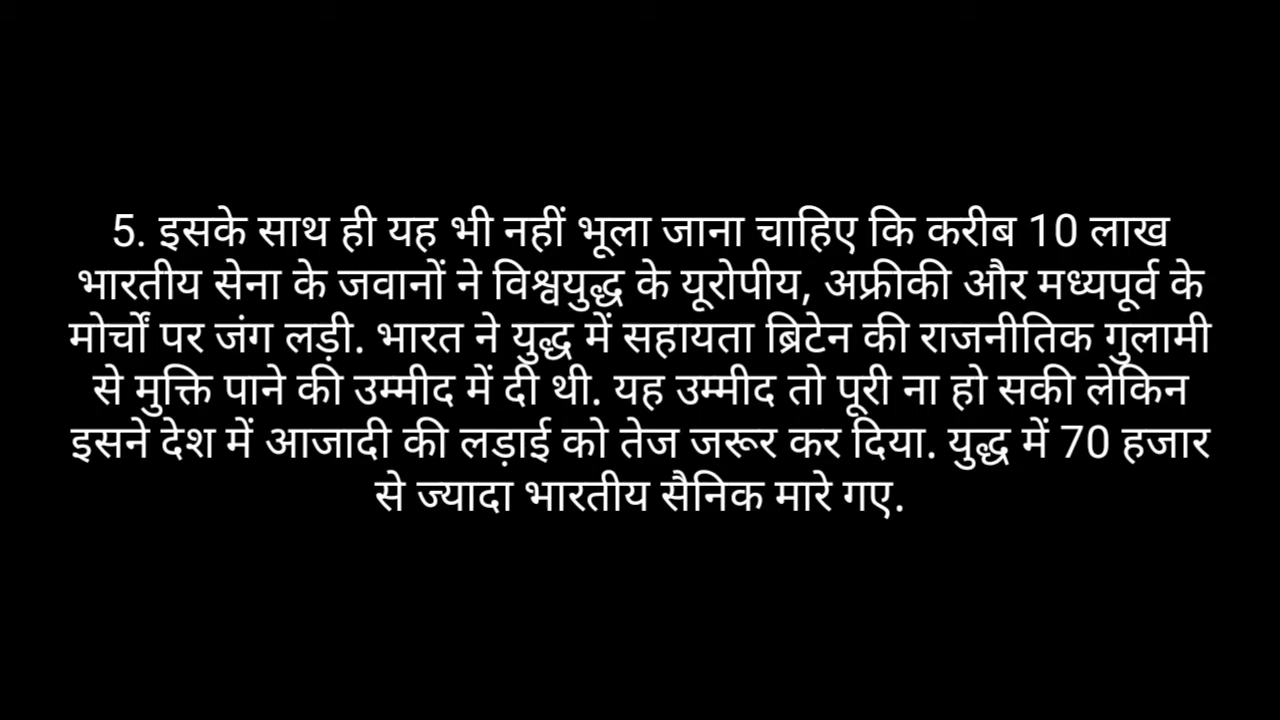 5. इसके साथ ही यह भी नहीं भूला जाना चाहिए कि करीब 10 लाख
भारतीय सेना के जवानों ने विश्वयुद्ध के यूरोपीय, अफ्रीकी और मध्यपूर्व के
मोर्चों पर जंग लड़ी. भारत ने युद्ध में सहायता ब्रिटेन की राजनीतिक गुलामी
से मुक्ति पाने की उम्मीद में दी थी. यह उम्मीद तो पूरी ना हो सकी लेकिन
इसने देश में आजादी की लड़ाई को तेज जरूर कर दिया. युद्ध में 70 हजार
से ज्यादा भारतीय सैनिक मारे गए.